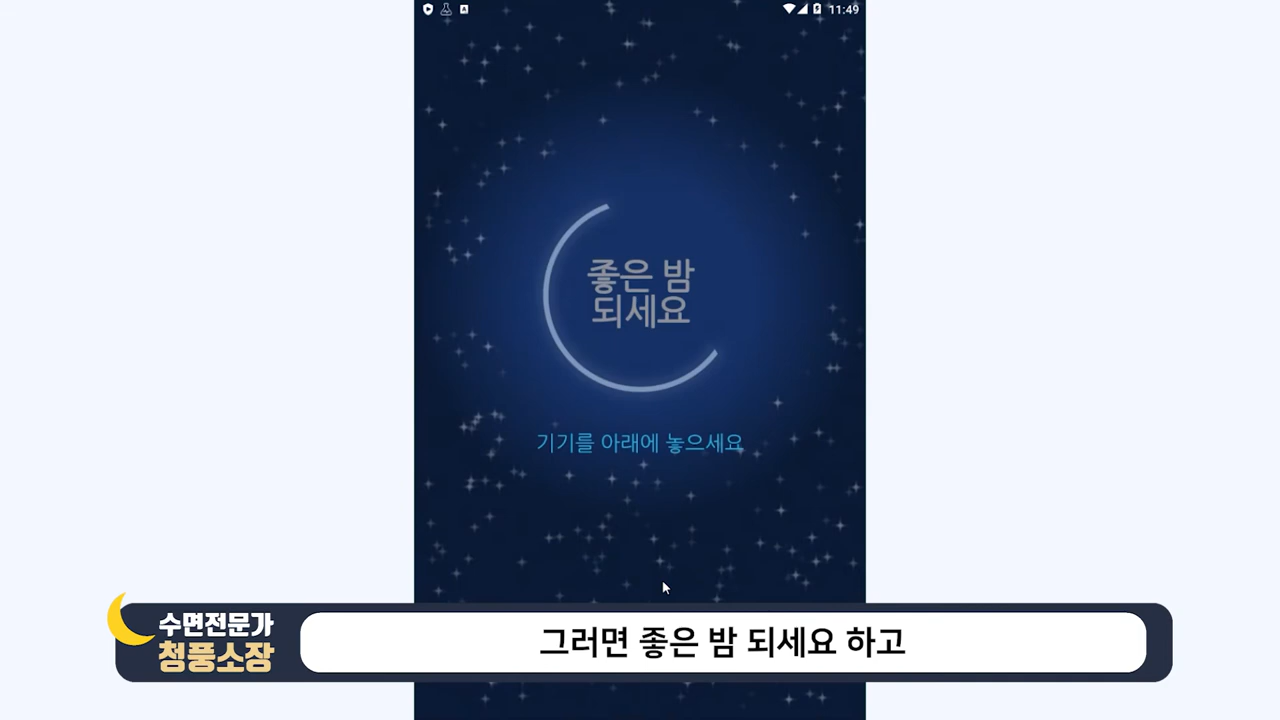 11:49
좋은 밤
되세요
기기를 아래에 놓으세요
수면전문가
청풍소장
그러면 좋은 밤 되세요 하고